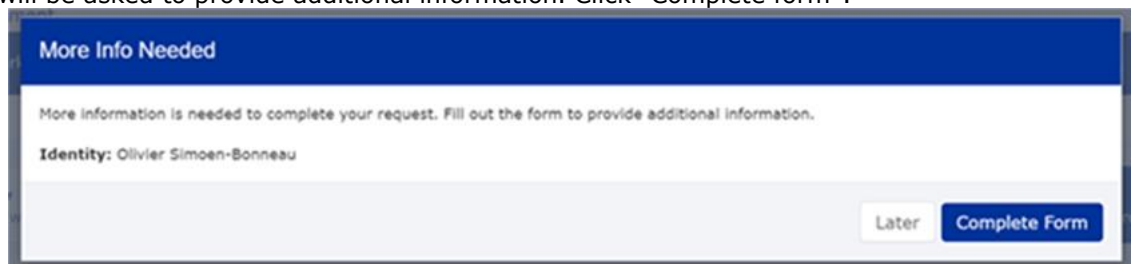 will be asked to provide additional information. Click "Complete form".
More Info Needed
More information is needed to complete your request. Fill out the form to provide additional information.
Identity: Olivier Simoen-Bonneau
Later Complete Form